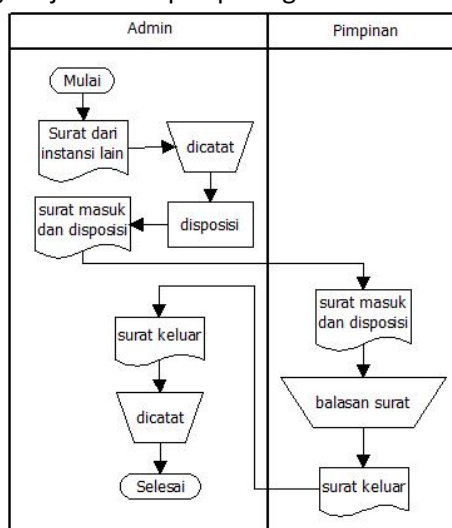 Admin
Pimpinan
Mulai
Surat dari
instansi lain
dicatat
disposisi
surat masuk
dan disposisi
surat masuk
dan disposisi
balasan surat
surat keluar
surat keluar
dicatat
Selesai